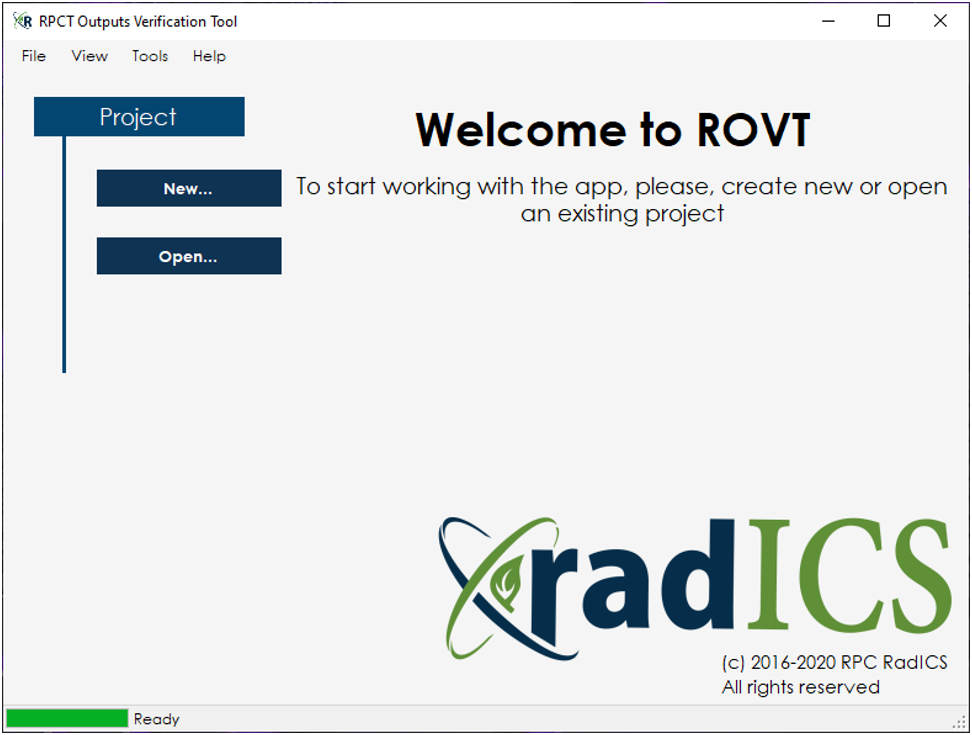 RPCT Outputs Verification Tool
File View Tools Help
Project
Welcome to ROVT
New...
To start working with the app, please, create new or open
an existing project
Open...
radICS
(c) 2016-2020 RPC RadICS
All rights reserved
Ready